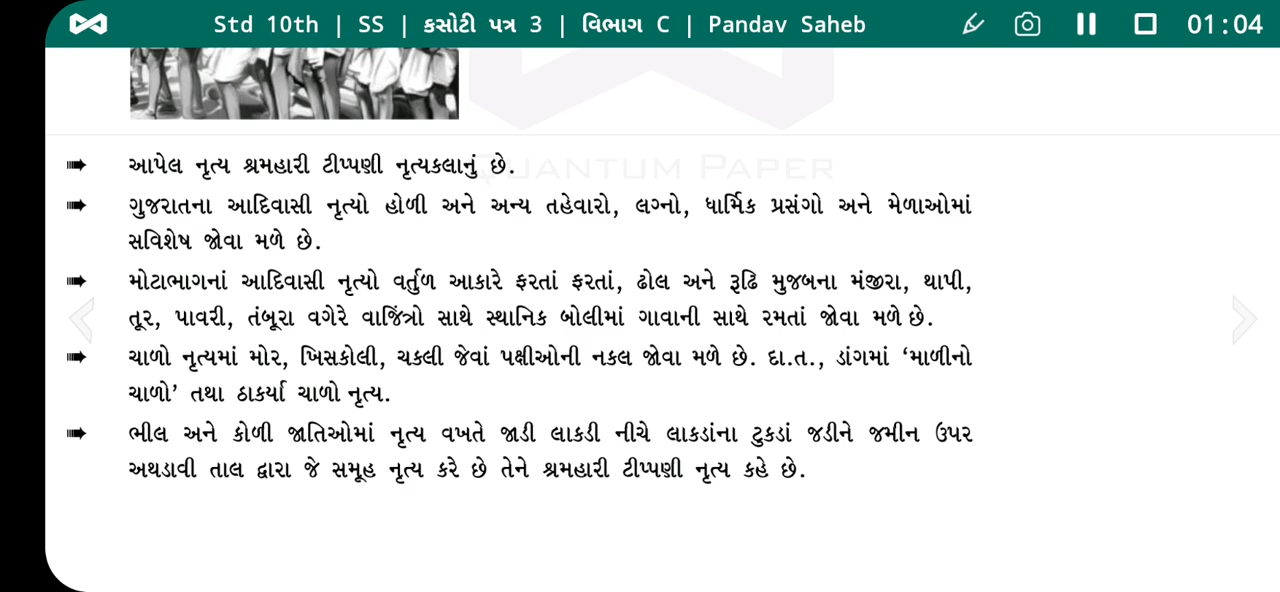 Std 10th | SS | કસોટી પત્ર 3 | વિભાગ C | Pandav Saheb 01:04
QUANTUM PAPER
આપેલ નૃત્ય શ્રમહારી ટીપ્પણી નૃત્યકલાનું છે.
ગુજરાતના આદિવાસી નૃત્યો હોળી અને અન્ય તહેવારો, લગ્નો, ધાર્મિક પ્રસંગો અને મેળાઓમાં
સવિશેષ જોવા મળે છે.
મોટાભાગનાં આદિવાસી નૃત્યો વર્તુળ આકારે ફરતાં ફરતાં, ઢોલ અને રૂઢિ મુજબના મંજીરા, થાપી,
તૂર, પાવરી, તંબૂરા વગેરે વાજિંત્રો સાથે સ્થાનિક બોલીમાં ગાવાની સાથે રમતાં જોવા મળે છે.
ચાળો નૃત્યમાં મોર, ખિસકોલી, ચકલી જેવાં પક્ષીઓની નકલ જોવા મળે છે. દા.ત., ડાંગમાં ‘માળીનો
ચાળો’ તથા ઠાકર્યા ચાળો નૃત્ય.
ભીલ અને કોળી જાતિઓમાં નૃત્ય વખતે જાડી લાકડી નીચે લાકડાંના ટુકડાં જડીને જમીન ઉપર
અથડાવી તાલ દ્વારા જે સમૂહ નૃત્ય કરે છે તેને શ્રમહારી ટીપ્પણી નૃત્ય કહે છે.